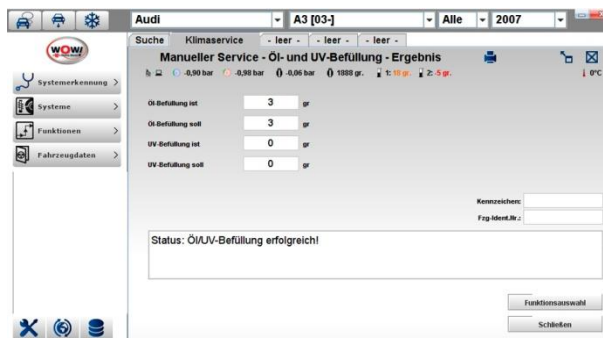 Audi A3 [03-] Alle 2007
Suche Klimaservice - leer - - leer - - leer -
WOW!
Manueller Service - Öl- und UV-Befüllung - Ergebnis
-0,90 bar -0,98 bar -0,06 bar 1888 gr. 1: 10 gr. 2: -5 gr. 0°C
Systemerkennung >
Systeme >
Funktionen >
Fahrzeugdaten >
Öl-Befüllung ist 3 gr
Öl-Befüllung soll 3 gr
UV-Befüllung ist 0 gr
UV-Befüllung soll 0 gr
Kennzeichen:
Fzg-Ident.Nr.:
Status: Öl/UV-Befüllung erfolgreich!
Funktionsauswahl
Schließen